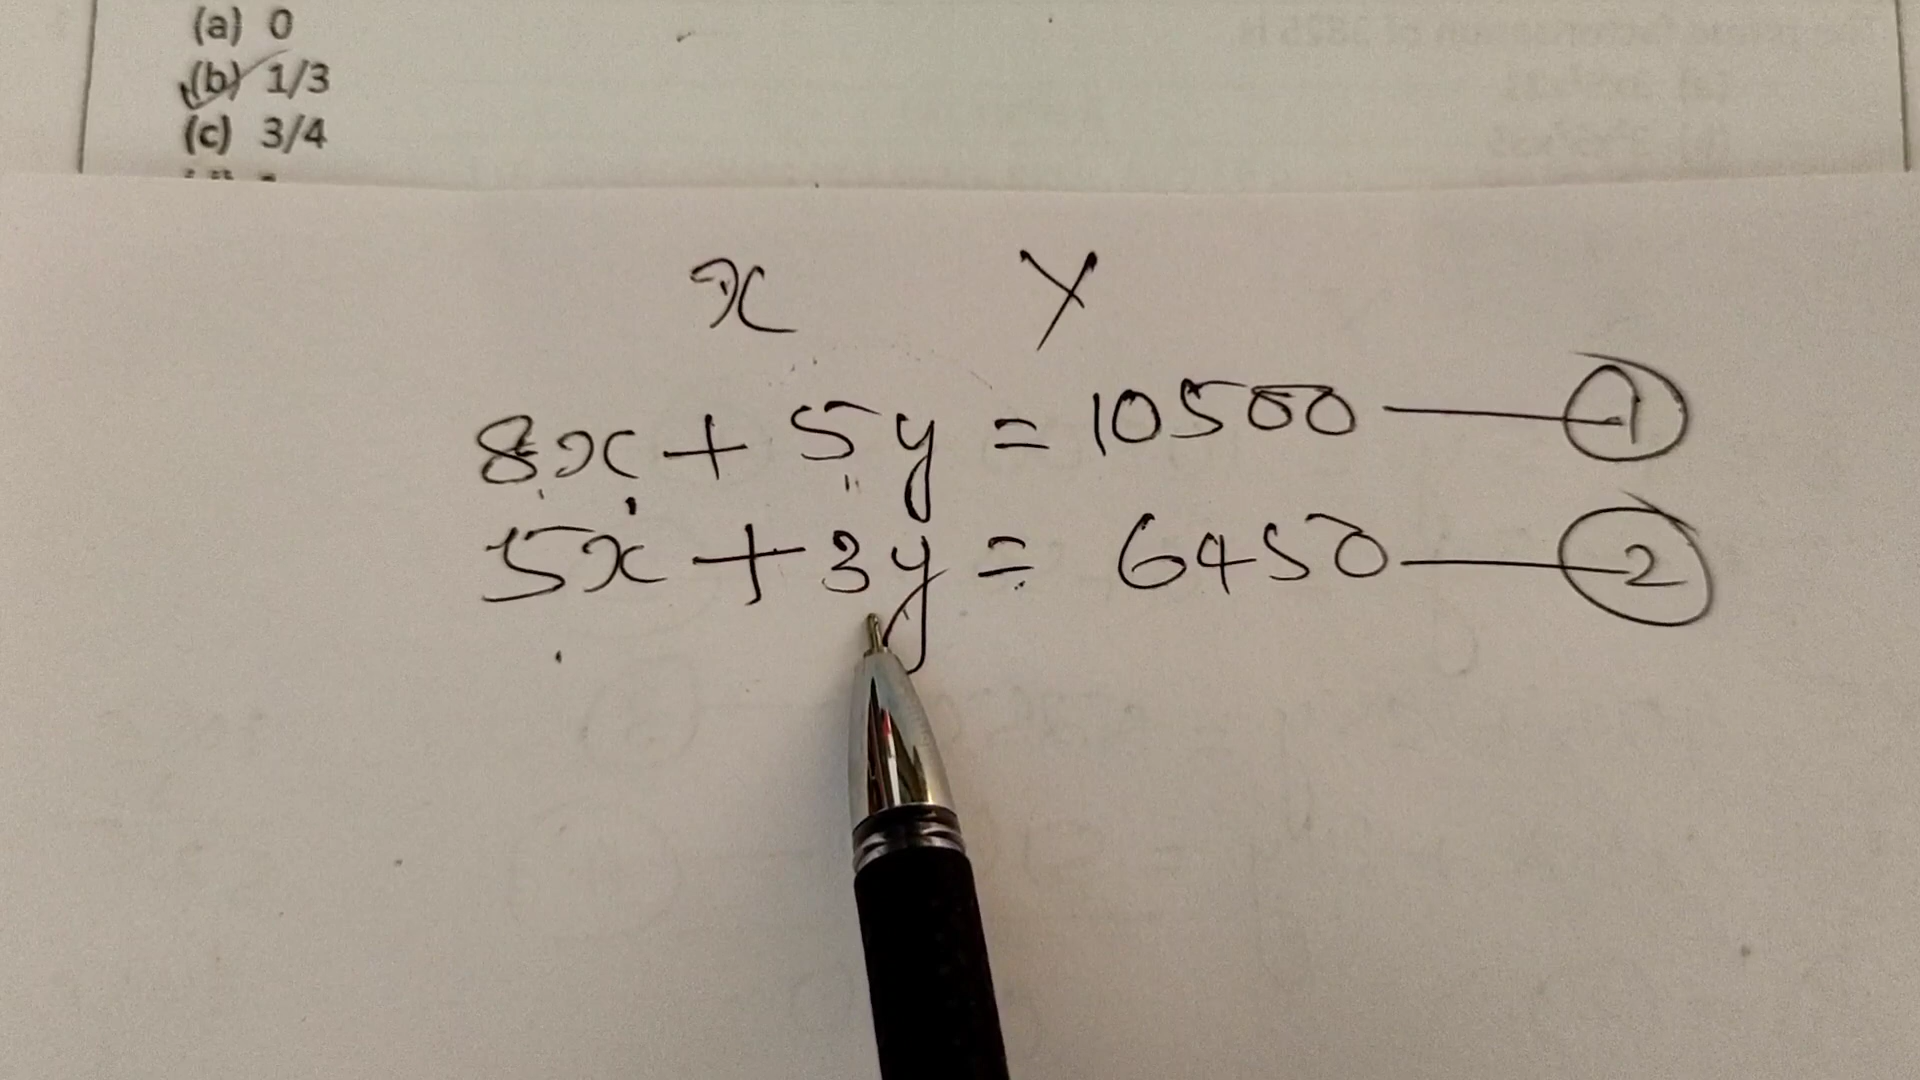 (a) 0
(b) 1/3
(c) 3/4
x y
8x + 5y = 10500 — 1
5x + 3y = 6450 — 2